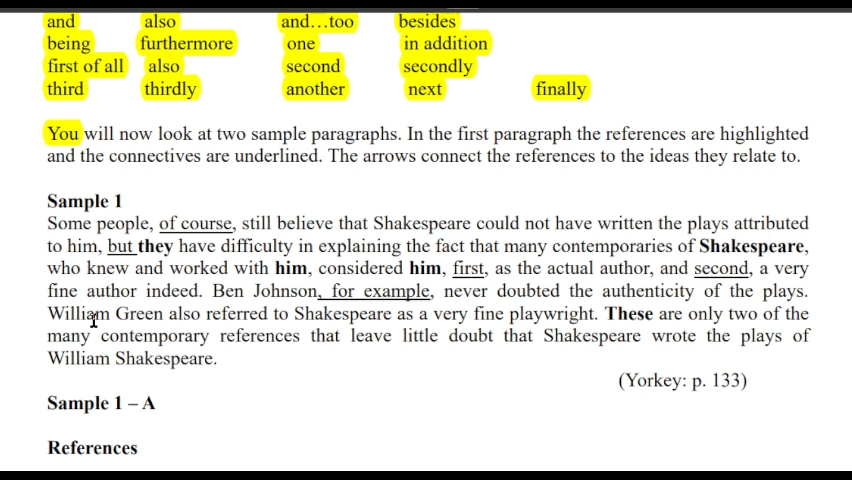 and also and…too besides
being furthermore one in addition
first of all also second secondly
third thirdly another next finally
You will now look at two sample paragraphs. In the first paragraph the references are highlighted
and the connectives are underlined. The arrows connect the references to the ideas they relate to.
Sample 1
Some people, of course, still believe that Shakespeare could not have written the plays attributed
to him, but they have difficulty in explaining the fact that many contemporaries of Shakespeare,
who knew and worked with him, considered him, first, as the actual author, and second, a very
fine author indeed. Ben Johnson, for example, never doubted the authenticity of the plays.
William Green also referred to Shakespeare as a very fine playwright. These are only two of the
many contemporary references that leave little doubt that Shakespeare wrote the plays of
William Shakespeare.
(Yorkey: p. 133)
Sample 1 – A
References